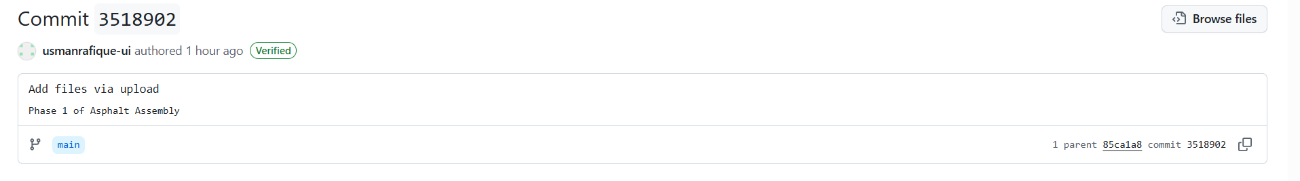 Commit 3518902
Browse files
usmanrafique-ui authored 1 hour ago Verified
Add files via upload
Phase 1 of Asphalt Assembly
main
1 parent 85ca1a8 commit 3518902